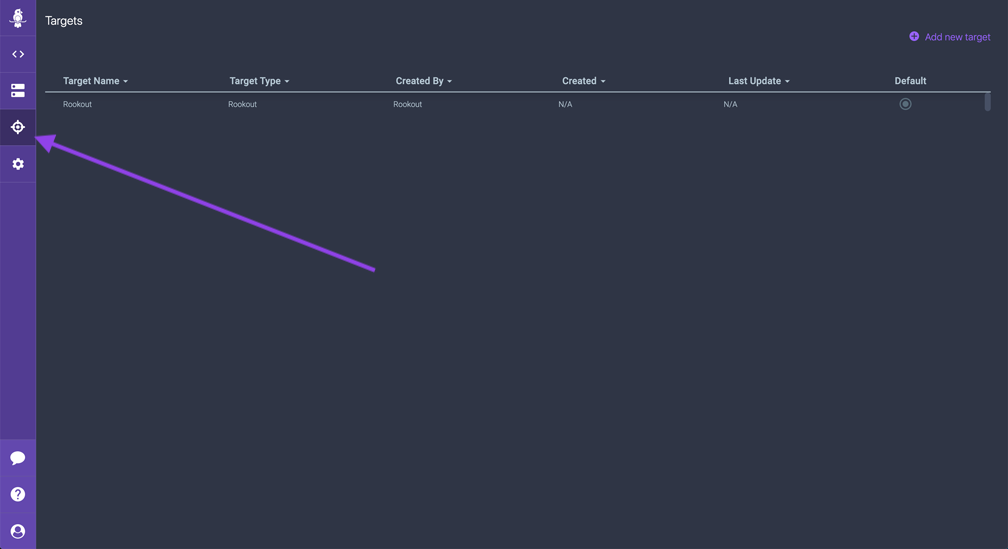 Targets
Add new target
Target Name Target Type Created By Created Last Update Default
Rookout Rookout Rookout N/A N/A